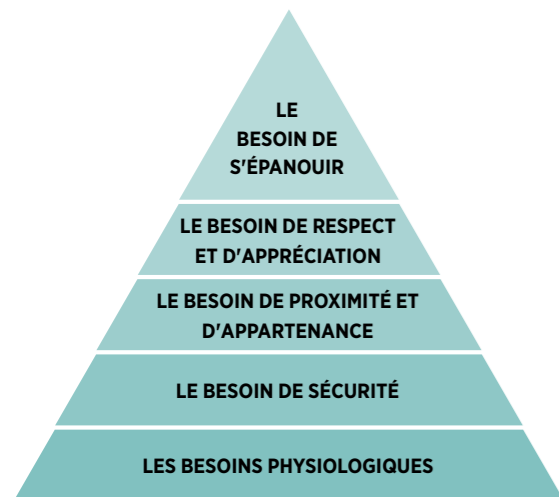 LE
BESOIN DE
S'ÉPANOUIR
LE BESOIN DE RESPECT
ET D'APPRÉCIATION
LE BESOIN DE PROXIMITÉ ET
D'APPARTENANCE
LE BESOIN DE SÉCURITÉ
LES BESOINS PHYSIOLOGIQUES